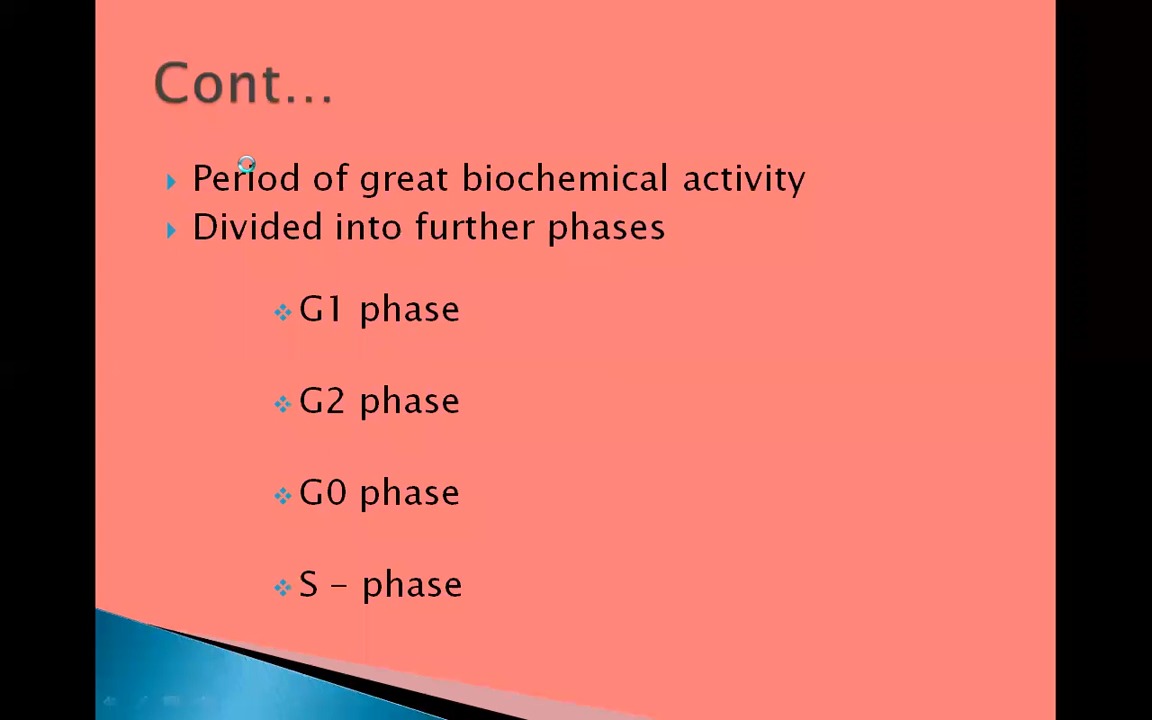 Cont...
Period of great biochemical activity
Divided into further phases
G1 phase
G2 phase
G0 phase
S - phase